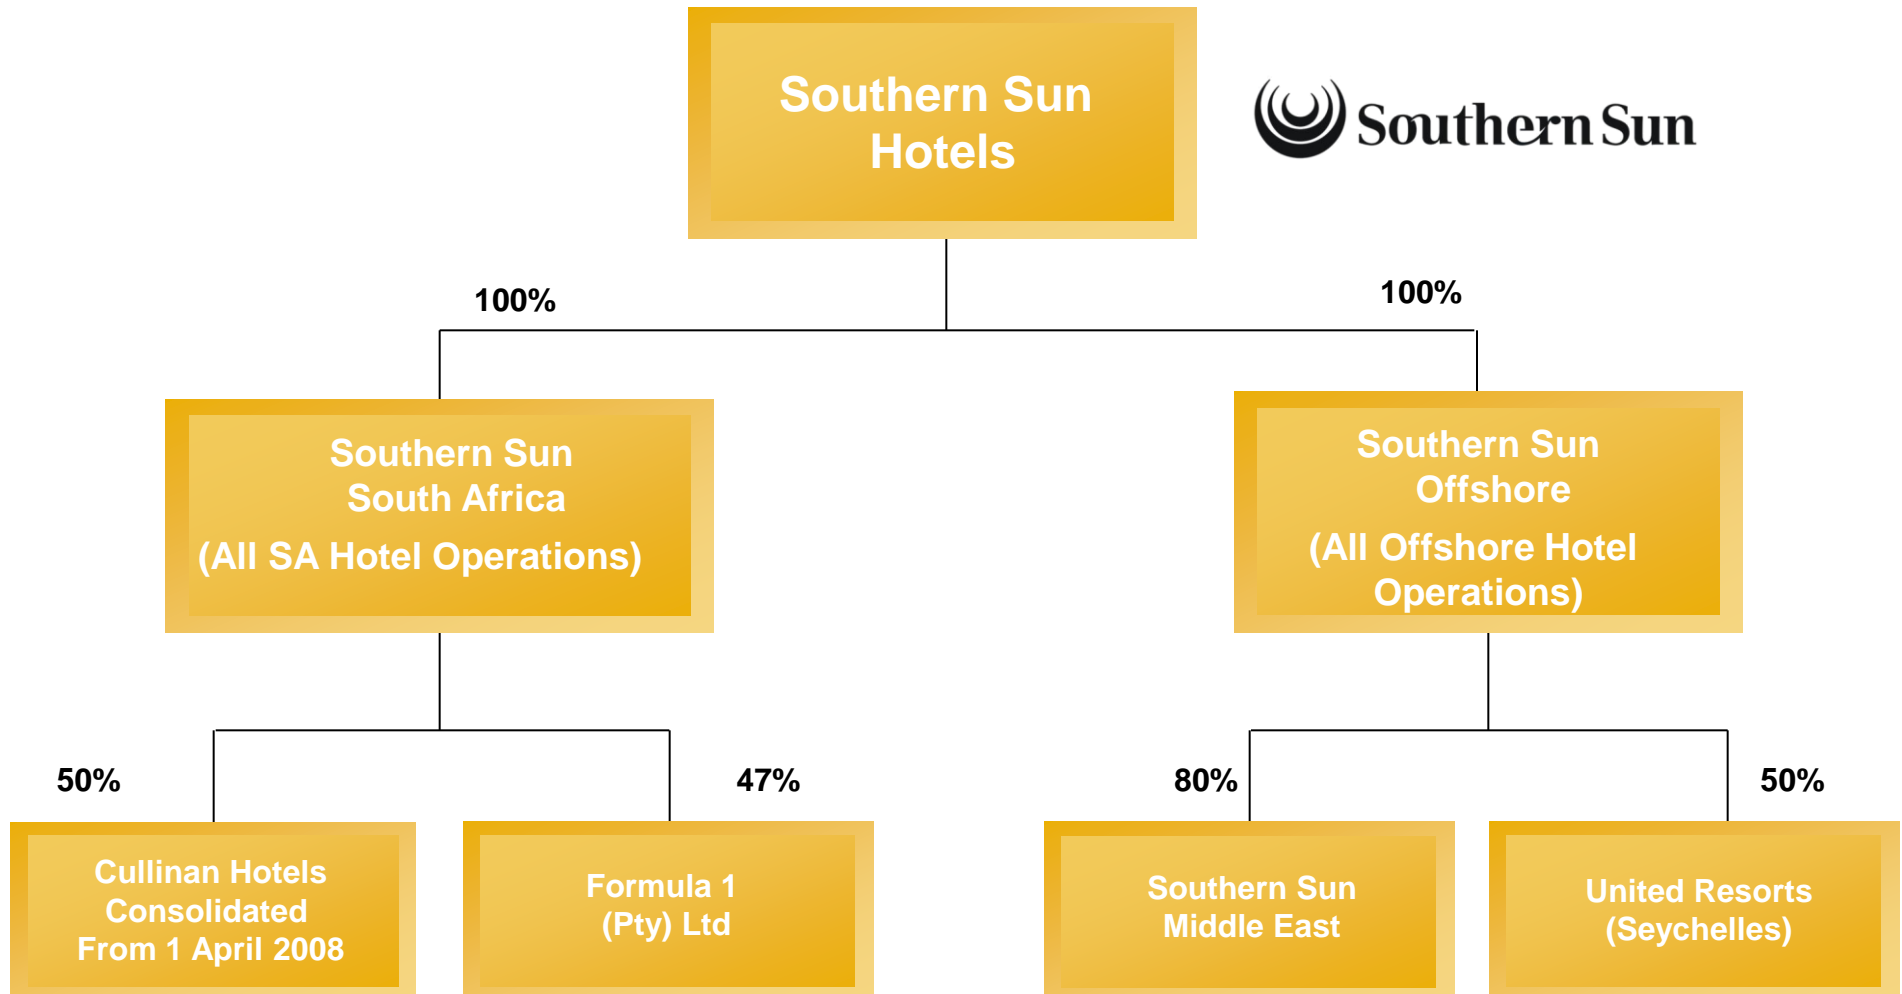 Southern Sun
Hotels
Southern Sun
100%
100%
Southern Sun
South Africa
(All SA Hotel Operations)
Southern Sun
Offshore
(All Offshore Hotel
Operations)
50%
47%
80%
50%
Cullinan Hotels
Consolidated
From 1 April 2008
Formula 1
(Pty) Ltd
Southern Sun
Middle East
United Resorts
(Seychelles)